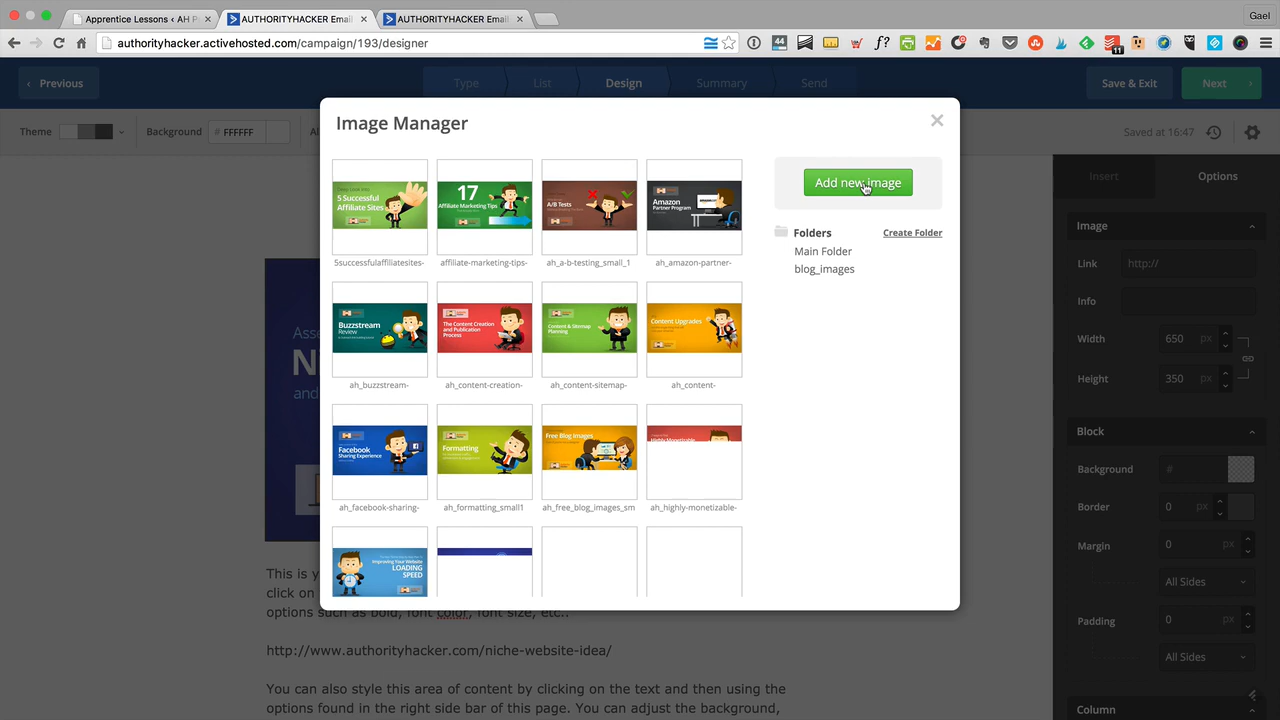 Apprentice Lessons ‹ AH P
AUTHORITYHACKER Email
AUTHORITYHACKER Email
Gael
authorityhacker.activehosted.com/campaign/193/designer
44
f?
11
Previous
Type
List
Design
Summary
Send
Save & Exit
Next
Theme
Background
# FFFFFF
Saved at 16:47
Image Manager
Add new image
Folders
Create Folder
Main Folder
blog_images
5 Successful
Affiliate Sites
17
Affiliate Marketing Tips
A/B Tests
Amazon
Partner Program
5successfulaffiliatesites-
affiliate-marketing-tips-
ah_a-b-testing_small_1
ah_amazon-partner-
Buzzstream
Review
The Content Creation
and Publication
Process
Content & Sitemap
Planning
Content Upgrades
ah_buzzstream-
ah_content-creation-
ah_content-sitemap-
ah_content-
Facebook
Sharing Experience
Formatting
Free Blog Images
Highly Monetizable
ah_facebook-sharing-
ah_formatting_small1
ah_free_blog_images_sm
ah_highly-monetizable-
Improving Your Website
LOADING
SPEED
Insert
Options
Image
Link
http://
Info
Width
650
px
Height
350
px
Block
Background
#
Border
0
px
Margin
0
All Sides
Padding
0
px
All Sides
Column
Asse
N
and
This is y
click on
options such as bold, font color, font size, etc..
http://www.authorityhacker.com/niche-website-idea/
You can also style this area of content by clicking on the text and then using the
options found in the right side bar of this page. You can adjust the background,